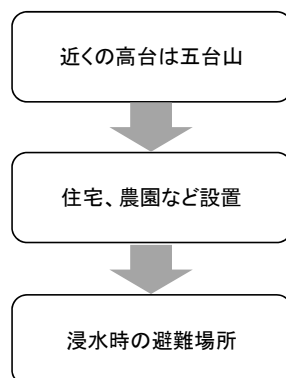 近くの高台は五台山
住宅、農園など設置
浸水時の避難場所